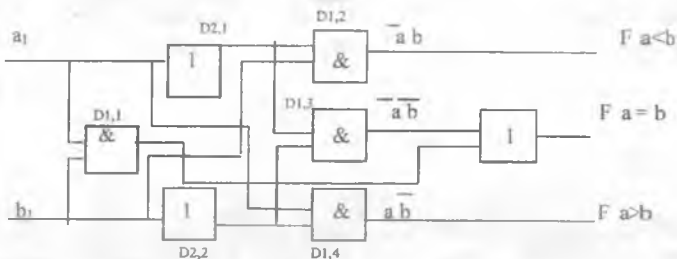 D2,1 D1,2
a1 1 & a̅ b F a<b
D1,1 D1,3
& & a̅ b̅ 1 F a = b
b1 1 & a b̅ F a>b
D2,2 D1,4